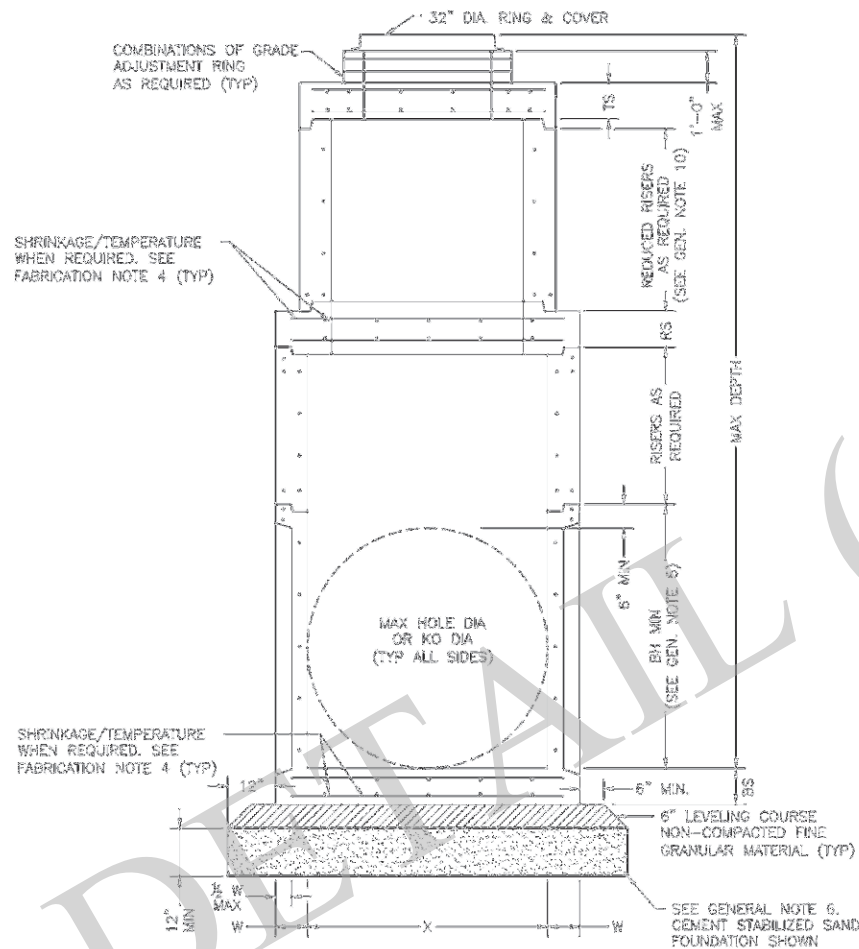 32" DIA. RING & COVER
COMBINATIONS OF GRADE
ADJUSTMENT RING
AS REQUIRED (TYP)
TS
1'-0"
MAX
REDUCED RISERS
AS REQUIRED
(SEE GEN. NOTE 10)
SHRINKAGE/TEMPERATURE
WHEN REQUIRED. SEE
FABRICATION NOTE 4 (TYP)
RS
MAX DEPTH
RISERS AS
REQUIRED
6" MIN
BH MIN
(SEE GEN. NOTE 6)
MAX HOLE DIA
OR KO DIA
(TYP ALL SIDES)
SHRINKAGE/TEMPERATURE
WHEN REQUIRED. SEE
FABRICATION NOTE 4 (TYP)
12"
6" MIN.
BS
6" LEVELING COURSE
NON-COMPACTED FINE
GRANULAR MATERIAL (TYP)
W
MAX
12"
MIN
W
X
W
SEE GENERAL NOTE 6.
CEMENT STABILIZED SAND
FOUNDATION SHOWN
DETAIL